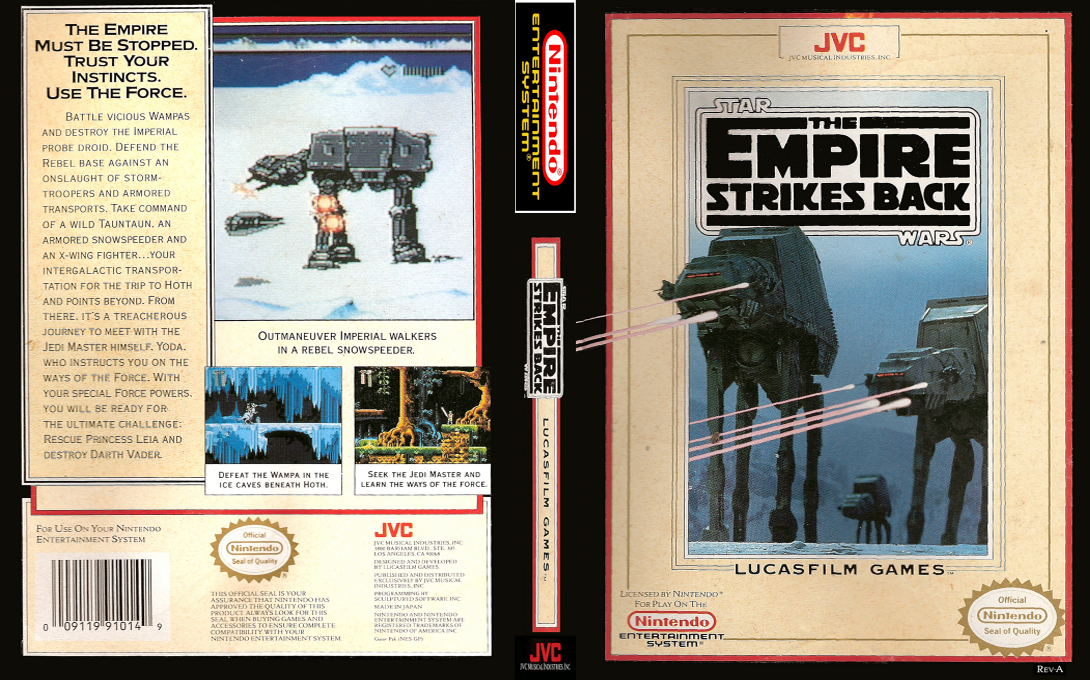 THE EMPIRE
MUST BE STOPPED.
TRUST YOUR
INSTINCTS.
USE THE FORCE.
BATTLE VICIOUS WAMPAS
AND DESTROY THE IMPERIAL
PROBE DROID. DEFEND THE
REBEL BASE AGAINST AN
ONSLAUGHT OF STORM-
TROOPERS AND ARMORED
TRANSPORTS. TAKE COMMAND
OF A WILD TAUNTAUN, AN
ARMORED SNOWSPEEDER AND
AN X-WING FIGHTER...YOUR
INTERGALACTIC TRANSPOR-
TATION FOR THE TRIP TO HOTH
AND POINTS BEYOND. FROM
THERE, IT'S A TREACHEROUS
JOURNEY TO MEET WITH THE
JEDI MASTER HIMSELF, YODA,
WHO INSTRUCTS YOU ON THE
WAYS OF THE FORCE. WITH
YOUR SPECIAL FORCE POWERS,
YOU WILL BE READY FOR
THE ULTIMATE CHALLENGE:
RESCUE PRINCESS LEIA AND
DESTROY DARTH VADER.
OUTMANEUVER IMPERIAL WALKERS
IN A REBEL SNOWSPEEDER.
DEFEAT THE WAMPA IN THE
ICE CAVES BENEATH HOTH.
SEEK THE JEDI MASTER AND
LEARN THE WAYS OF THE FORCE.
FOR USE ON YOUR NINTENDO
ENTERTAINMENT SYSTEM
0 09119 91014 9
Official
Nintendo
Seal of Quality
®
THIS OFFICIAL SEAL IS YOUR
ASSURANCE THAT NINTENDO HAS
APPROVED THE QUALITY OF THIS
PRODUCT. ALWAYS LOOK FOR THIS
SEAL WHEN BUYING GAMES AND
ACCESSORIES TO ENSURE COMPLETE
COMPATIBILITY WITH YOUR
NINTENDO ENTERTAINMENT SYSTEM
JVC
JVC MUSICAL INDUSTRIES, INC.
3800 BARHAM BLVD., STE. 305
LOS ANGELES, CA 90068
DESIGNED AND DEVELOPED
BY LUCASFILM GAMES.
PUBLISHED AND DISTRIBUTED
EXCLUSIVELY BY JVC MUSICAL
INDUSTRIES, INC.
PROGRAMMING BY
SCULPTURED SOFTWARE INC.
MADE IN JAPAN
NINTENDO AND NINTENDO
ENTERTAINMENT SYSTEM ARE
REGISTERED TRADEMARKS OF
NINTENDO OF AMERICA INC.
Game Pak (NES-GP)
Nintendo®
ENTERTAINMENT
SYSTEM®
STAR
THE
EMPIRE
STRIKES BACK
WARS
LUCASFILM GAMES™
JVC
JVC MUSICAL INDUSTRIES, INC.
JVC
JVC MUSICAL INDUSTRIES, INC.
STAR
THE
EMPIRE
STRIKES BACK
WARS®
LUCASFILM GAMES™
LICENSED BY NINTENDO®
FOR PLAY ON THE
Nintendo
ENTERTAINMENT
SYSTEM®
Official
Nintendo
Seal of Quality
®
REV-A